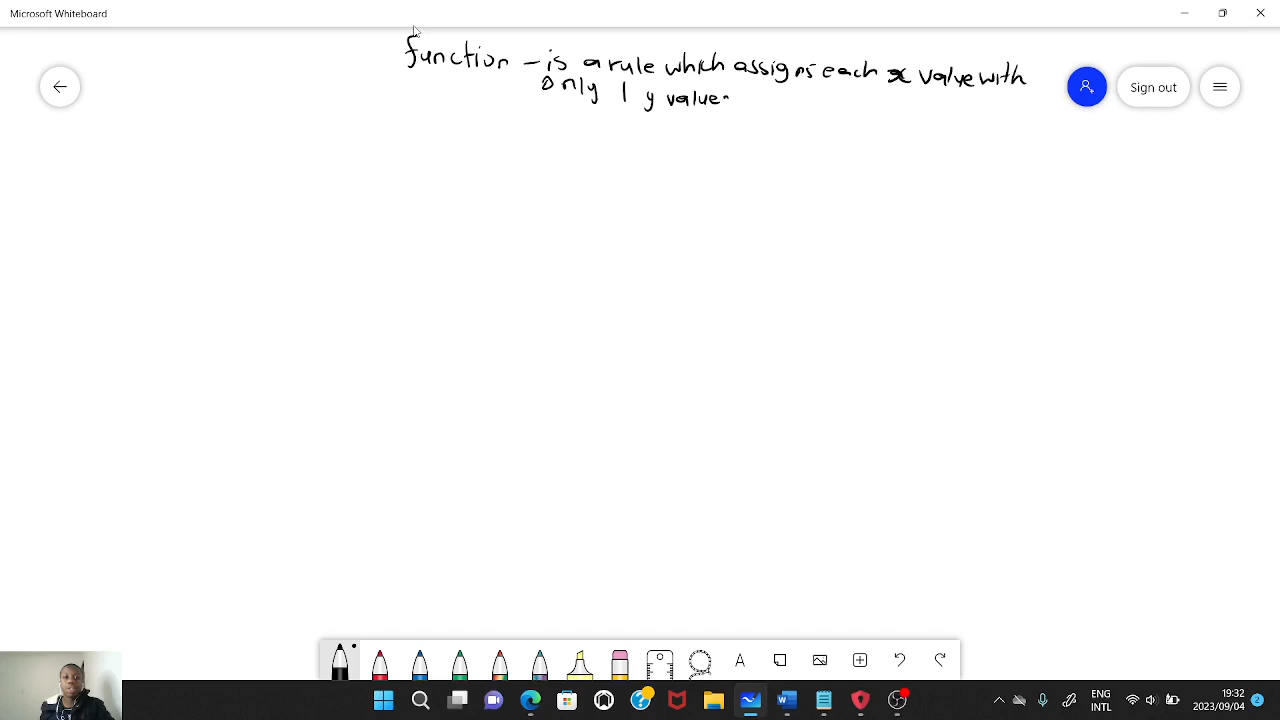 Microsoft Whiteboard
function - is a rule which assigns each x value with
only 1 y value
Sign out
A
ENG
INTL
19:32
2023/09/04
2